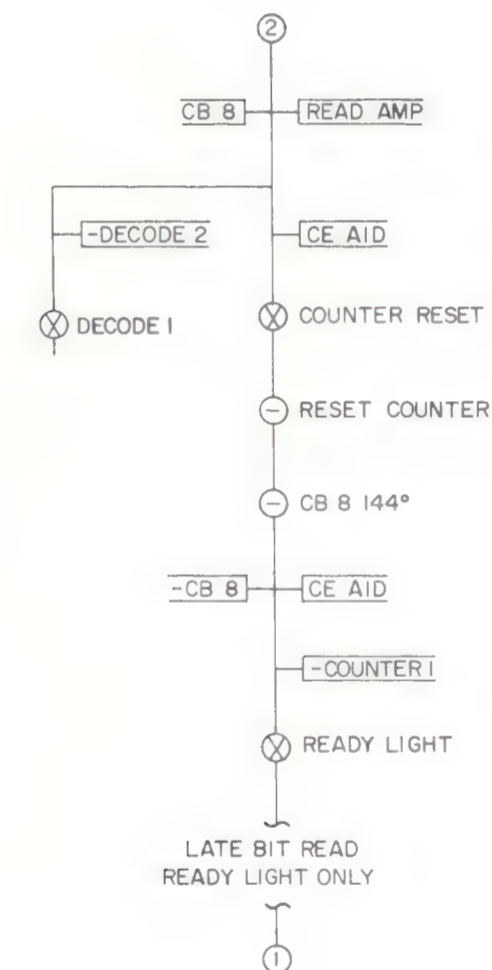 2
CB 8 READ AMP
-DECODE 2 CE AID
DECODE 1 COUNTER RESET
- RESET COUNTER
- CB 8 144°
-CB 8 CE AID
-COUNTER 1
READY LIGHT
LATE BIT READ
READY LIGHT ONLY
1